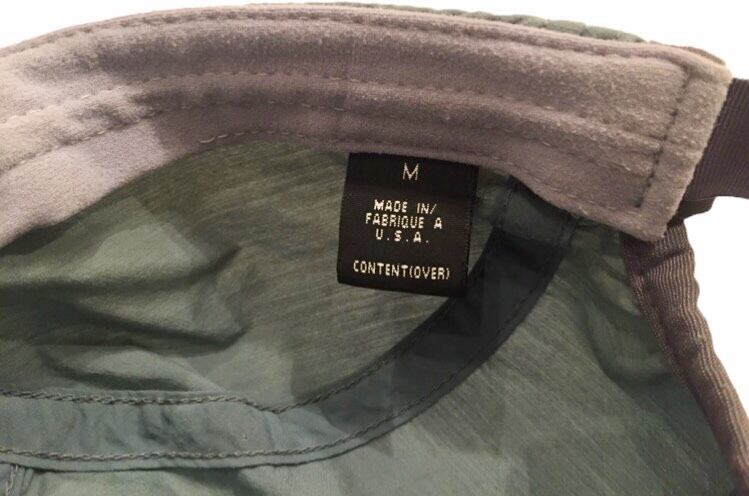 M
MADE IN/
FABRIQUE A
U.S.A.
CONTENT(OVER)